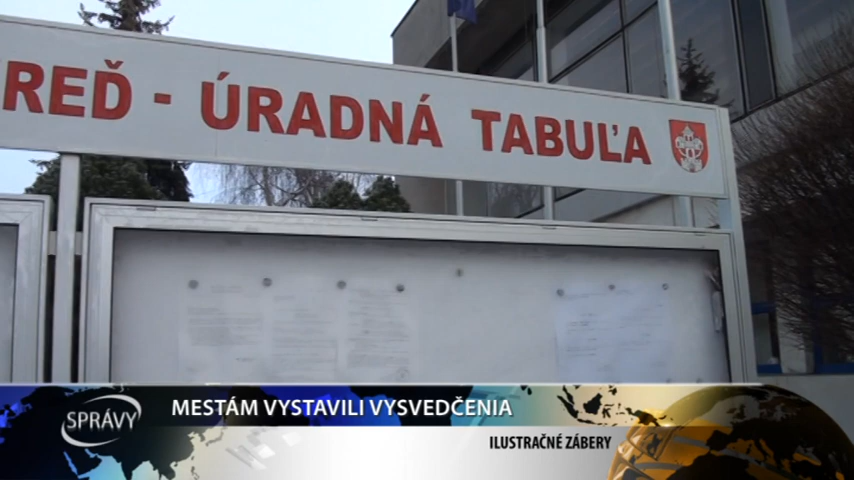 REĎ - ÚRADNÁ TABUĽA
SPRÁVY
MESTÁM VYSTAVILI VYSVEDČENIA
ILUSTRAČNÉ ZÁBERY